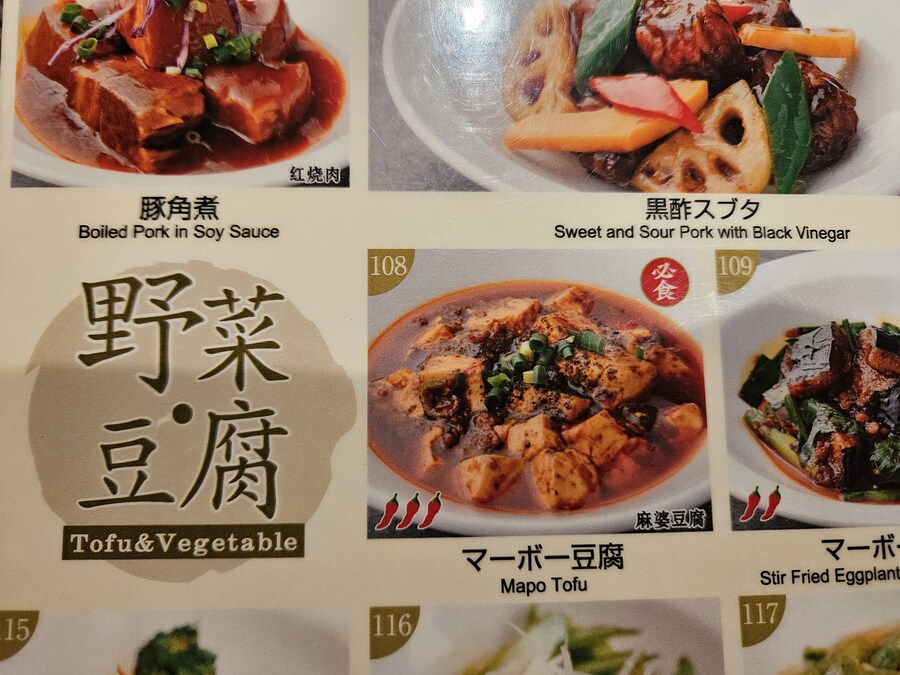 红烧肉
豚角煮
Boiled Pork in Soy Sauce
黒酢スブタ
Sweet and Sour Pork with Black Vinegar
野菜
・
豆腐
Tofu&Vegetable
108
必食
麻婆豆腐
マーボー豆腐
Mapo Tofu
109
マーボ
Stir Fried Eggplant
115
116
117